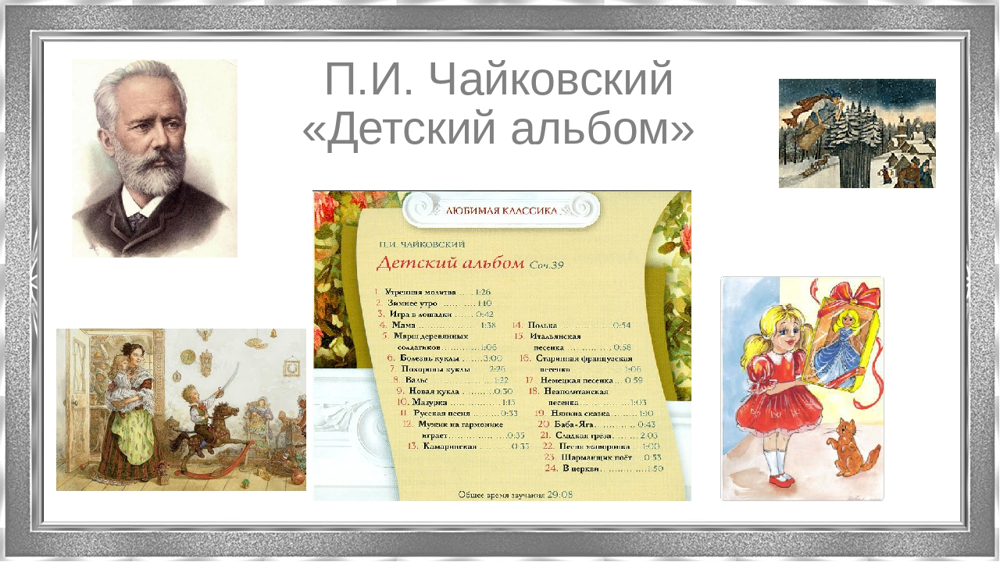 П.И. Чайковский
«Детский альбом»
ЛЮБИМАЯ КЛАССИКА
П.И. ЧАЙКОВСКИЙ
Детский альбом Соч.39
1. Утренняя молитва ..... 1:26
2. Зимнее утро ........... 1:10
3. Игра в лошадки ....... 0:42
4. Мама .................... 1:38
5. Марш деревянных
солдатиков ............. 1:06
6. Болезнь куклы ....... 3:00
7. Похороны куклы ..... 2:26
8. Вальс ..................... 1:22
9. Новая кукла .......... 0:30
10. Мазурка ................. 1:15
11. Русская песня ......... 0:33
12. Мужик на гармонике
играет ................... 0:35
13. Камаринская .......... 0:35
14. Полька ................... 0:54
15. Итальянская
песенка .................. 0:58
16. Старинная французская
песенка .................. 1:06
17. Немецкая песенка ... 0:59
18. Неаполитанская
песенка .................. 1:03
19. Нянина сказка ........ 1:10
20. Баба-Яга ............... 0:43
21. Сладкая грёза ........ 2:03
22. Песня жаворонка .... 1:00
23. Шарманщик поёт ... 0:53
24. В церкви ................ 1:50
Общее время звучания 29:08